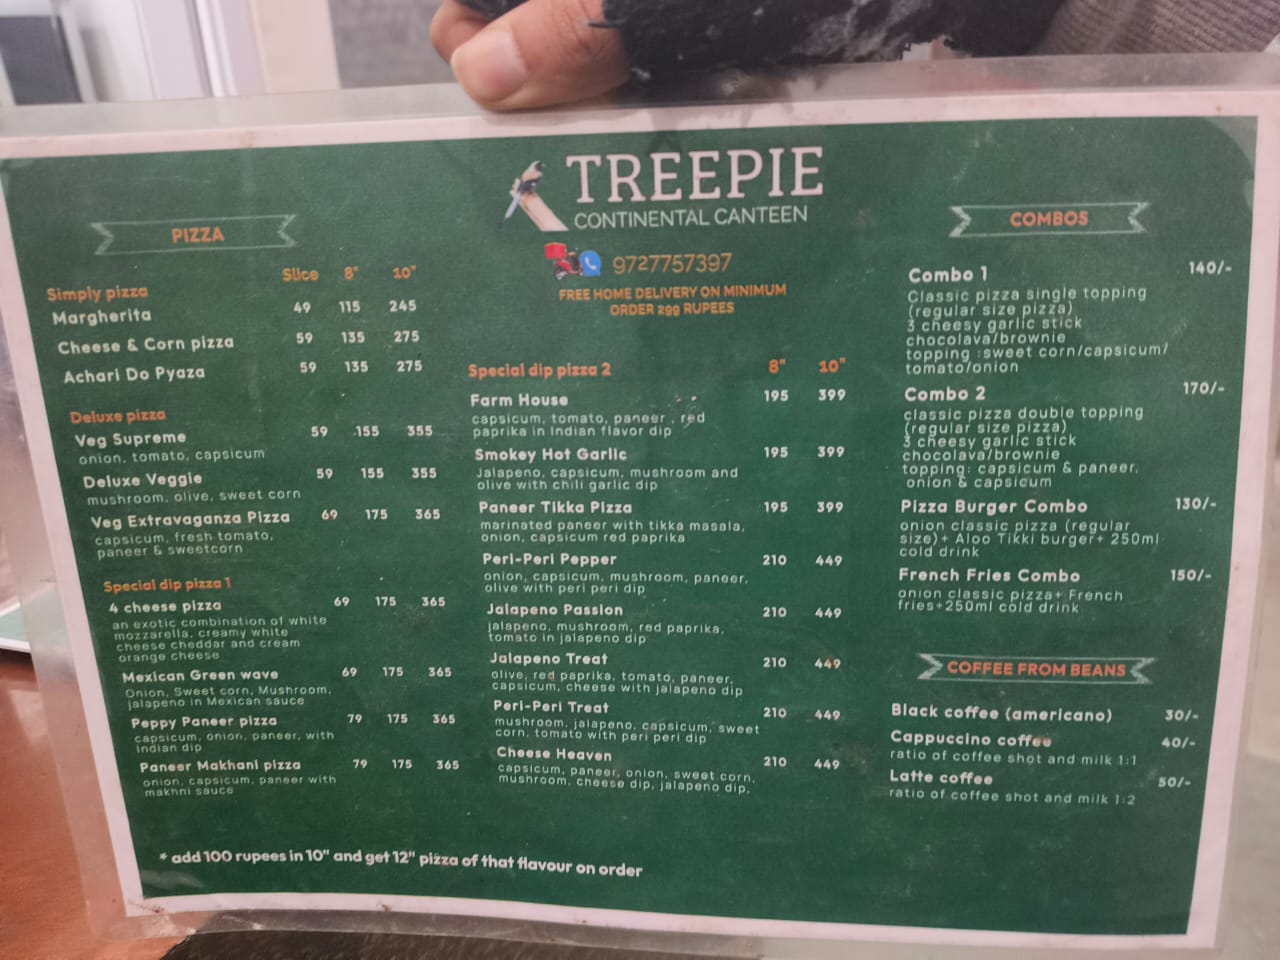 TREEPIE
CONTINENTAL CANTEEN
9727757397
FREE HOME DELIVERY ON MINIMUM
ORDER 299 RUPEES
PIZZA
Slice 8" 10"
Simply pizza
Margherita 49 115 245
Cheese & Corn pizza 59 135 275
Achari Do Pyaza 59 135 275
Deluxe pizza
Veg Supreme 59 155 355
onion, tomato, capsicum
Deluxe Veggie 59 155 355
mushroom, olive, sweet corn
Veg Extravaganza Pizza 69 175 365
capsicum, fresh tomato,
paneer & sweetcorn
Special dip pizza 1
4 cheese pizza 69 175 365
an exotic combination of white
mozzarella, creamy white
cheese cheddar and cream
orange cheese
Mexican Green wave 69 175 365
Onion, Sweet corn, Mushroom,
jalapeno in Mexican sauce
Peppy Paneer pizza 79 175 365
capsicum, onion, paneer, with
indian dip
Paneer Makhani pizza 79 175 365
onion, capsicum, paneer with
makhni sauce
Special dip pizza 2 8" 10"
Farm House 195 399
capsicum, tomato, paneer , red
paprika in Indian flavor dip
Smokey Hot Garlic 195 399
Jalapeno, capsicum, mushroom and
olive with chili garlic dip
Paneer Tikka Pizza 195 399
marinated paneer with tikka masala,
onion, capsicum red paprika
Peri-Peri Pepper 210 449
onion, capsicum, mushroom, paneer,
olive with peri peri dip
Jalapeno Passion 210 449
jalapeno, mushroom, red paprika,
tomato in jalapeno dip
Jalapeno Treat 210 449
olive, red paprika, tomato, paneer,
capsicum, cheese with jalapeno dip
Peri-Peri Treat 210 449
mushroom, jalapeno, capsicum, sweet
corn, tomato with peri peri dip
Cheese Heaven 210 449
capsicum, paneer, onion, sweet corn,
mushroom, cheese dip, jalapeno dip,
COMBOS
Combo 1 140/-
Classic pizza single topping
(regular size pizza)
3 cheesy garlic stick
chocolava/brownie
topping :sweet corn/capsicum/
tomato/onion
Combo 2 170/-
classic pizza double topping
(regular size pizza)
3 cheesy garlic stick
chocolava/brownie
topping: capsicum & paneer,
onion & capsicum
Pizza Burger Combo 130/-
onion classic pizza (regular
size)+ Aloo Tikki burger+ 250ml
cold drink
French Fries Combo 150/-
onion classic pizza+ French
fries+250ml cold drink
COFFEE FROM BEANS
Black coffee (americano) 30/-
Cappuccino coffee 40/-
ratio of coffee shot and milk 1:1
Latte coffee 50/-
ratio of coffee shot and milk 1:2
* add 100 rupees in 10" and get 12" pizza of that flavour on order